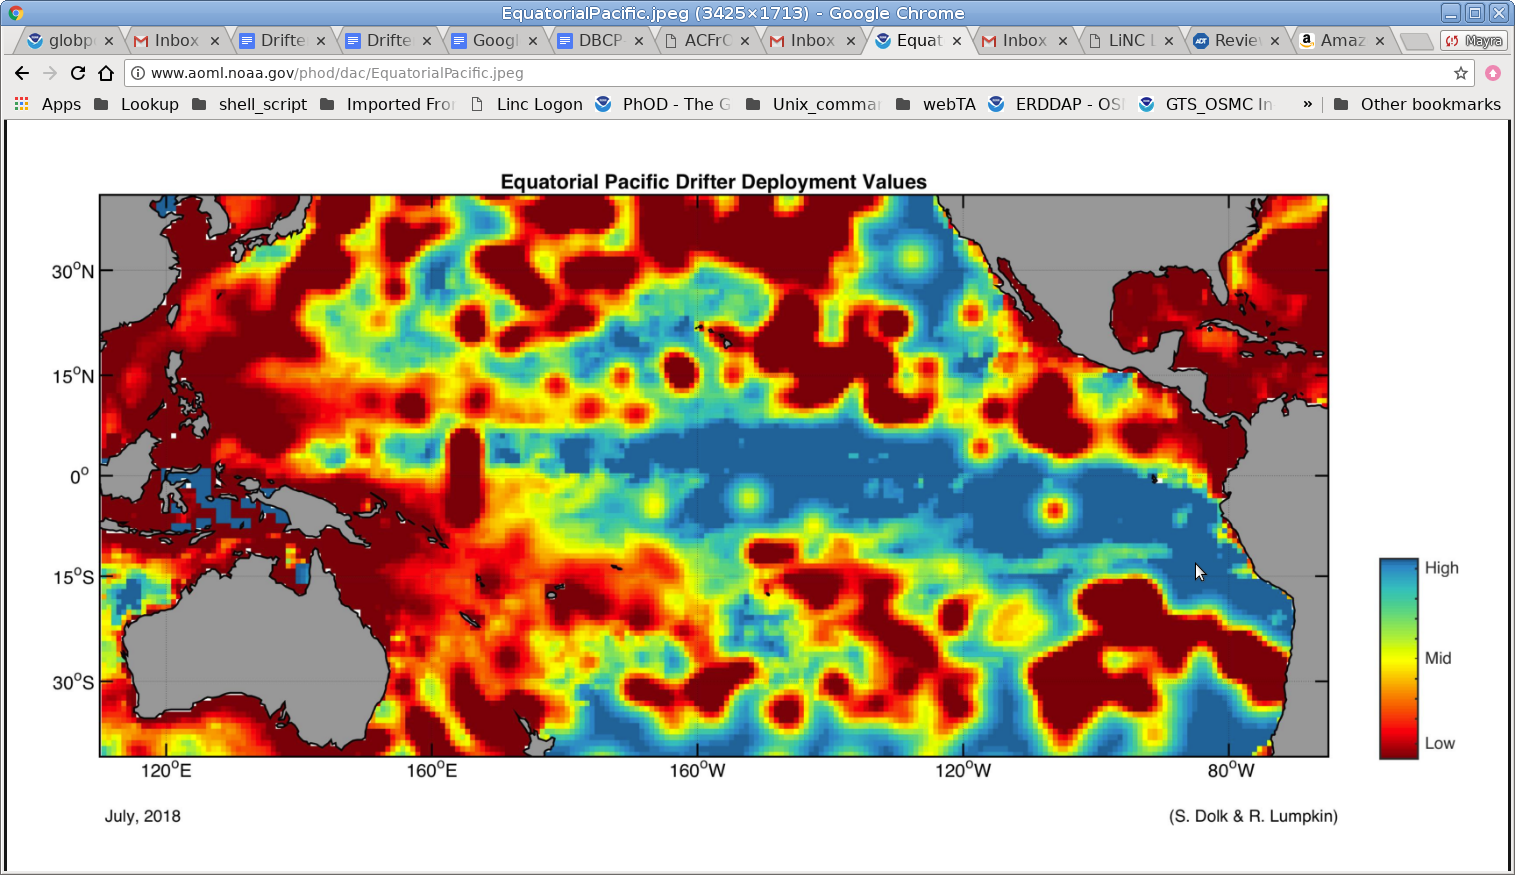 EquatorialPacific.jpeg (3425×1713) - Google Chrome
globp Inbox Drifte Drifte Googl DBCP- ACFrC Inbox Equat Inbox LiNC L Review Amaz Mayra
www.aoml.noaa.gov/phod/dac/EquatorialPacific.jpeg
Apps Lookup shell_script Imported Fro Linc Logon PhOD - The G Unix_comma webTA ERDDAP - OS GTS_OSMC In » Other bookmarks
Equatorial Pacific Drifter Deployment Values
30°N
15°N
0°
15°S
30°S
120°E 160°E 160°W 120°W 80°W
High
Mid
Low
July, 2018 (S. Dolk & R. Lumpkin)